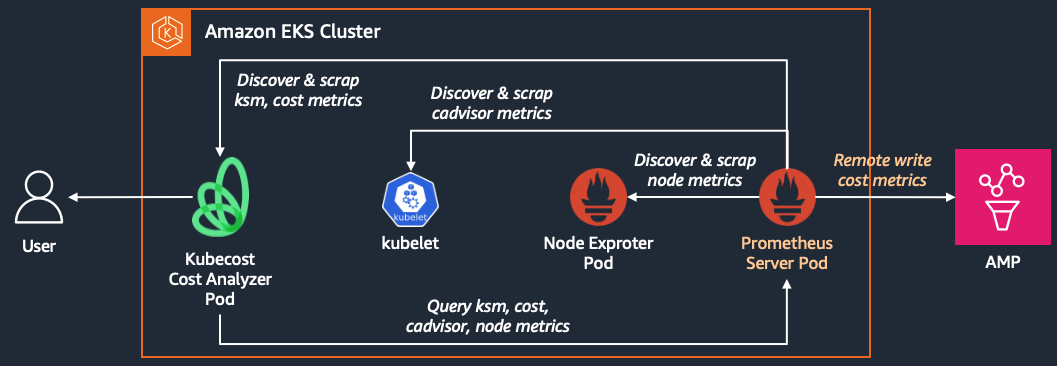 Amazon EKS Cluster
Discover & scrap
ksm, cost metrics
Discover & scrap
cadvisor metrics
Discover & scrap
node metrics
Remote write
cost metrics
User
Kubecost
Cost Analyzer
Pod
kubelet
kubelet
Node Exproter
Pod
Prometheus
Server Pod
AMP
Query ksm, cost,
cadvisor, node metrics